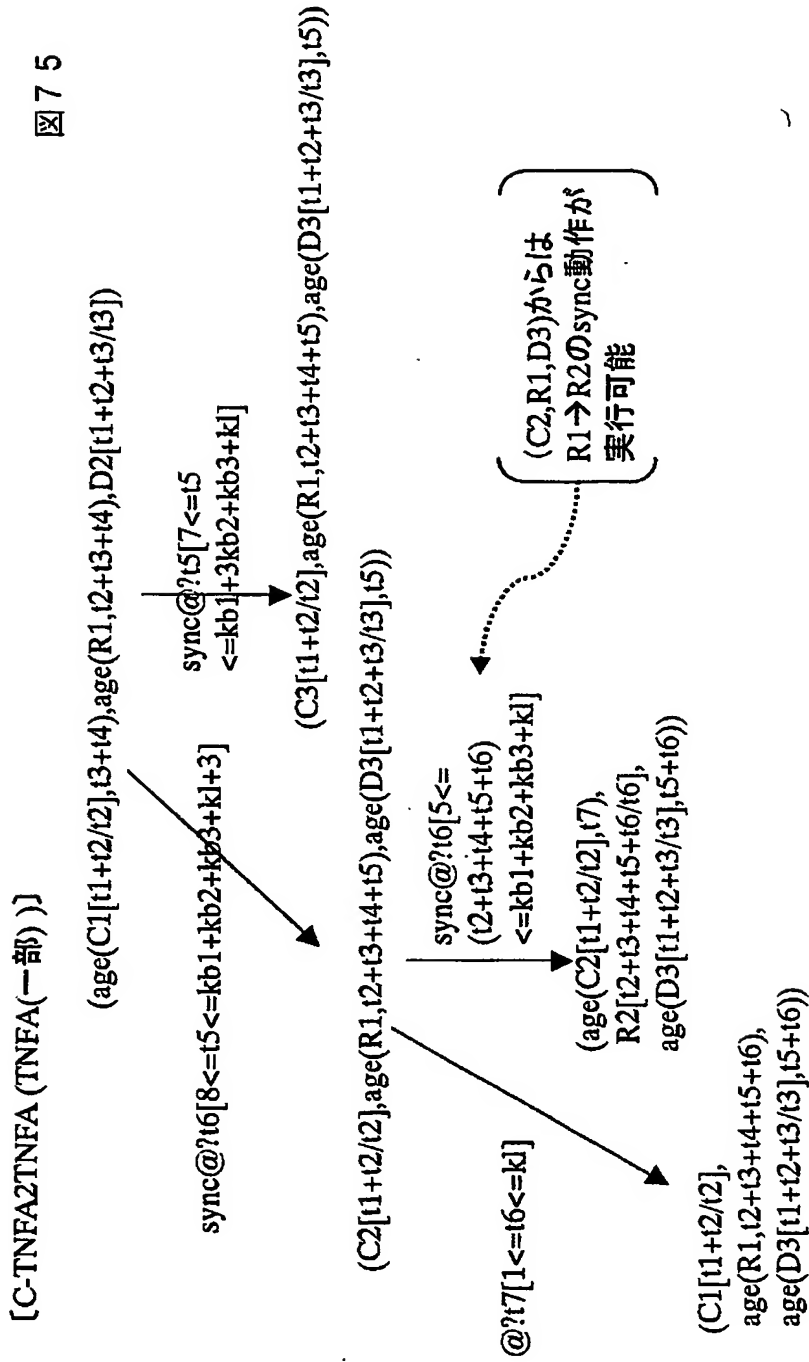 [C-TNFA2TNFA (TNFA(一部) )]
図７５
(age(C1[t1+t2/t2],t3+t4),age(R1,t2+t3+t4),D2[t1+t2+t3/t3])
sync@?t6[8<=t5<=kb1+kb2+kb3+kl+3]
sync@?t5[7<=t5
<=kb1+3kb2+kb3+kl]
(C3[t1+t2/t2],age(R1,t2+t3+t4+t5),age(D3[t1+t2+t3/t3],t5))
(C2[t1+t2/t2],age(R1,t2+t3+t4+t5),age(D3[t1+t2+t3/t3],t5))
@?t7[1<=t6<=kl]
sync@?t6[5<=
(t2+t3+t4+t5+t6)
<=kb1+kb2+kb3+kl]
(C2,R1,D3)からは
R1→R2のsync動作が
実行可能
(age(C2[t1+t2/t2],t7),
R2[t2+t3+t4+t5+t6/t6],
age(D3[t1+t2+t3/t3],t5+t6))
(C1[t1+t2/t2],
age(R1,t2+t3+t4+t5+t6),
age(D3[t1+t2+t3/t3],t5+t6))